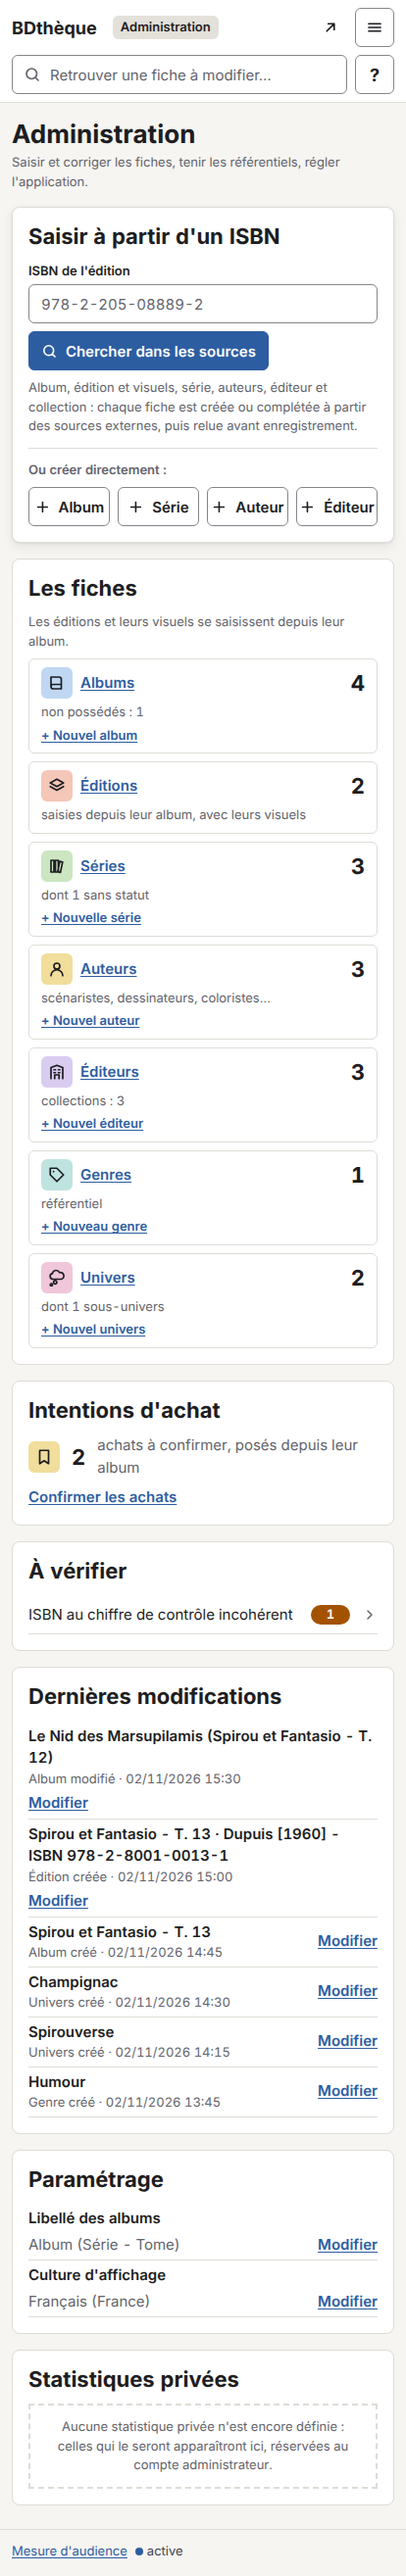 BDthèque Administration
Retrouver une fiche à modifier...
?
Administration
Saisir et corriger les fiches, tenir les référentiels, régler
l'application.
Saisir à partir d'un ISBN
ISBN de l'édition
978-2-205-08889-2
Chercher dans les sources
Album, édition et visuels, série, auteurs, éditeur et
collection : chaque fiche est créée ou complétée à partir
des sources externes, puis relue avant enregistrement.
Ou créer directement :
+ Album + Série + Auteur + Éditeur
Les fiches
Les éditions et leurs visuels se saisissent depuis leur
album.
Albums 4
non possédés : 1
+ Nouvel album
Éditions 2
saisies depuis leur album, avec leurs visuels
Séries 3
dont 1 sans statut
+ Nouvelle série
Auteurs 3
scénaristes, dessinateurs, coloristes...
+ Nouvel auteur
Éditeurs 3
collections : 3
+ Nouvel éditeur
Genres 1
référentiel
+ Nouveau genre
Univers 2
dont 1 sous-univers
+ Nouvel univers
Intentions d'achat
2 achats à confirmer, posés depuis leur
album
Confirmer les achats
À vérifier
ISBN au chiffre de contrôle incohérent 1
Dernières modifications
Le Nid des Marsupilamis (Spirou et Fantasio - T.
12)
Album modifié · 02/11/2026 15:30
Modifier
Spirou et Fantasio - T. 13 · Dupuis [1960] -
ISBN 978-2-8001-0013-1
Édition créée · 02/11/2026 15:00
Modifier
Spirou et Fantasio - T. 13
Album créé · 02/11/2026 14:45
Modifier
Champignac
Univers créé · 02/11/2026 14:30
Modifier
Spirouverse
Univers créé · 02/11/2026 14:15
Modifier
Humour
Genre créé · 02/11/2026 13:45
Modifier
Paramétrage
Libellé des albums
Album (Série - Tome) Modifier
Culture d'affichage
Français (France) Modifier
Statistiques privées
Aucune statistique privée n'est encore définie :
celles qui le seront apparaîtront ici, réservées au
compte administrateur.
Mesure d'audience active